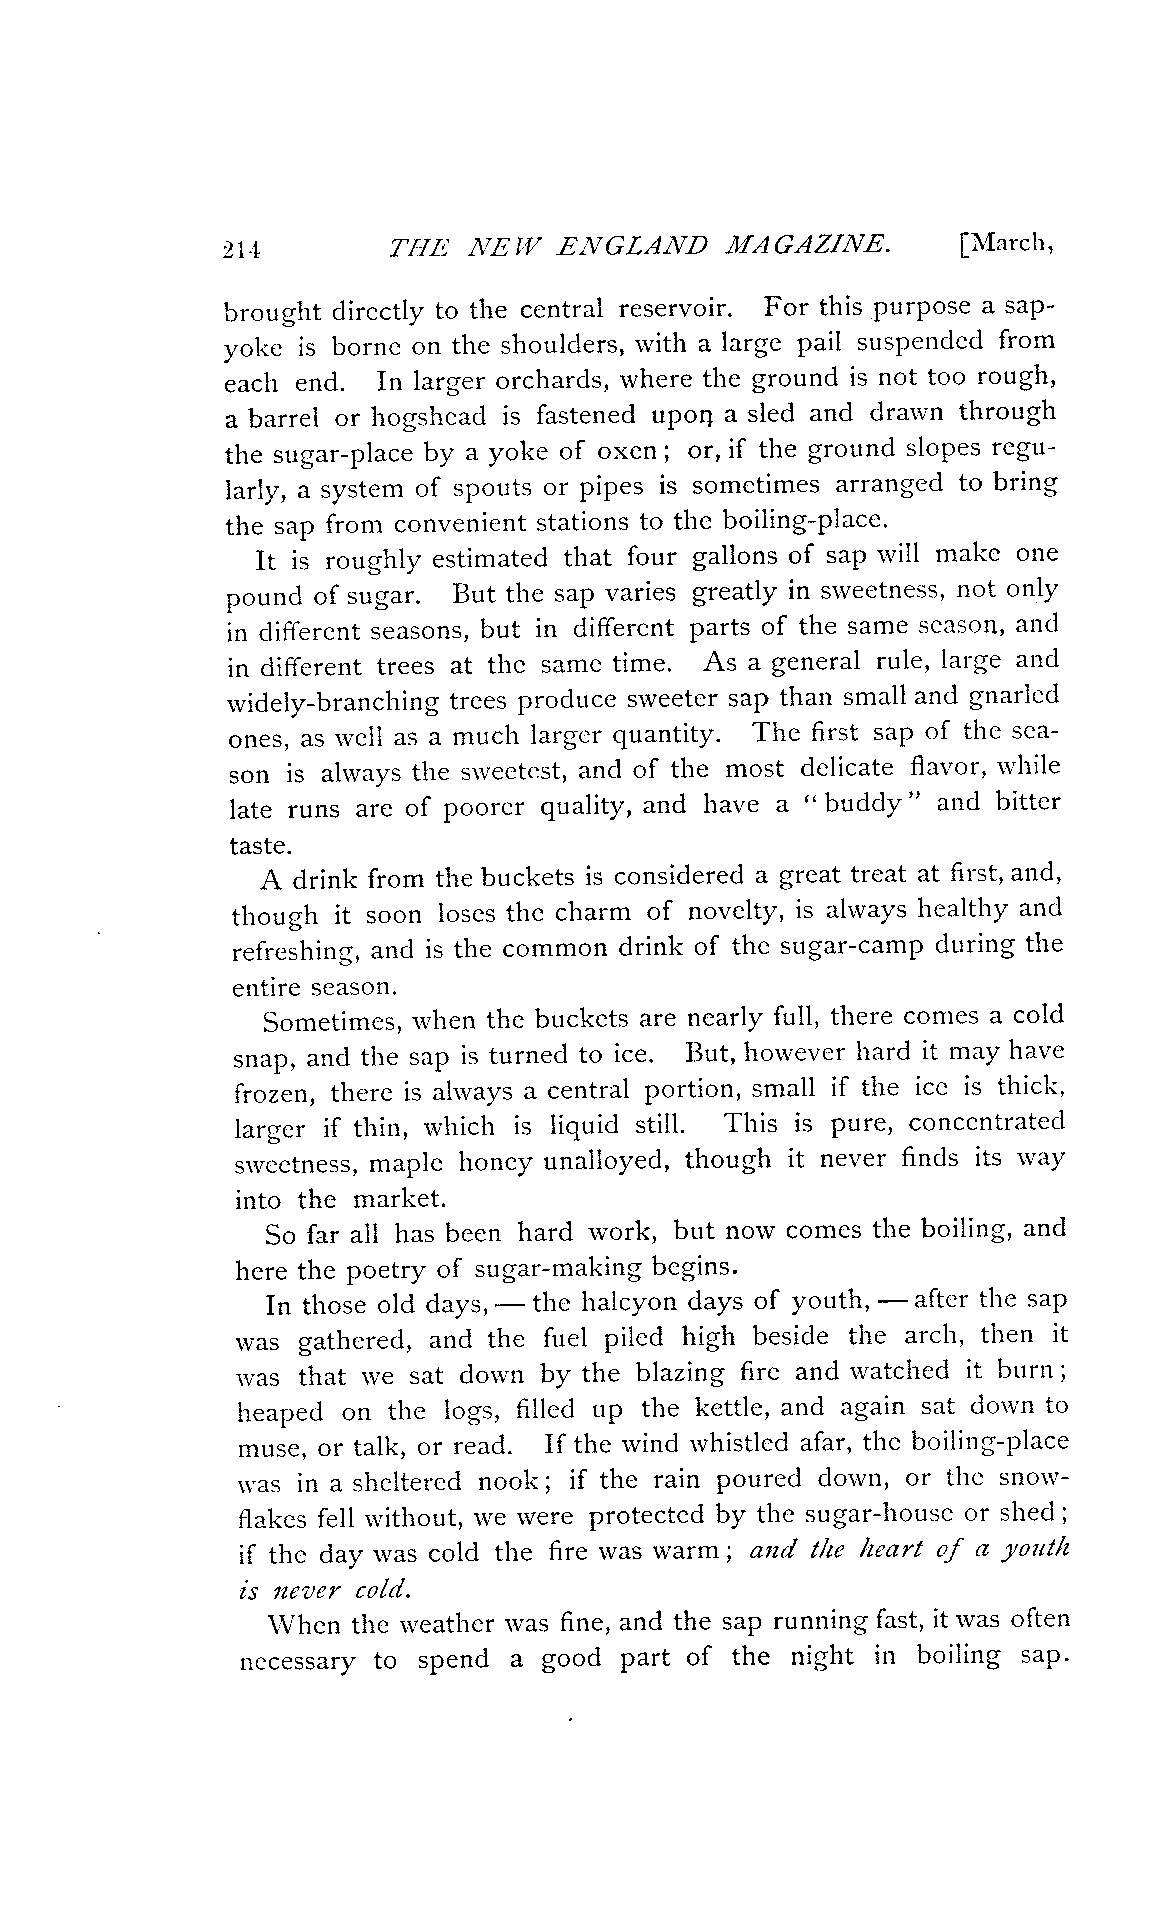 214 THE NEW ENGLAND MAGAZINE. [March,
brought directly to the central reservoir. For this purpose a sap-
yoke is borne on the shoulders, with a large pail suspended from
each end. In larger orchards, where the ground is not too rough,
a barrel or hogshead is fastened upon a sled and drawn through
the sugar-place by a yoke of oxen; or, if the ground slopes regu-
larly, a system of spouts or pipes is sometimes arranged to bring
the sap from convenient stations to the boiling-place.
It is roughly estimated that four gallons of sap will make one
pound of sugar. But the sap varies greatly in sweetness, not only
in different seasons, but in different parts of the same season, and
in different trees at the same time. As a general rule, large and
widely-branching trees produce sweeter sap than small and gnarled
ones, as well as a much larger quantity. The first sap of the sea-
son is always the sweetest, and of the most delicate flavor, while
late runs are of poorer quality, and have a "buddy" and bitter
taste.
A drink from the buckets is considered a great treat at first, and,
though it soon loses the charm of novelty, is always healthy and
refreshing, and is the common drink of the sugar-camp during the
entire season.
Sometimes, when the buckets are nearly full, there comes a cold
snap, and the sap is turned to ice. But, however hard it may have
frozen, there is always a central portion, small if the ice is thick,
larger if thin, which is liquid still. This is pure, concentrated
sweetness, maple honey unalloyed, though it never finds its way
into the market.
So far all has been hard work, but now comes the boiling, and
here the poetry of sugar-making begins.
In those old days, — the halcyon days of youth, — after the sap
was gathered, and the fuel piled high beside the arch, then it
was that we sat down by the blazing fire and watched it burn;
heaped on the logs, filled up the kettle, and again sat down to
muse, or talk, or read. If the wind whistled afar, the boiling-place
was in a sheltered nook; if the rain poured down, or the snow-
flakes fell without, we were protected by the sugar-house or shed;
if the day was cold the fire was warm; and the heart of a youth
is never cold.
When the weather was fine, and the sap running fast, it was often
necessary to spend a good part of the night in boiling sap.